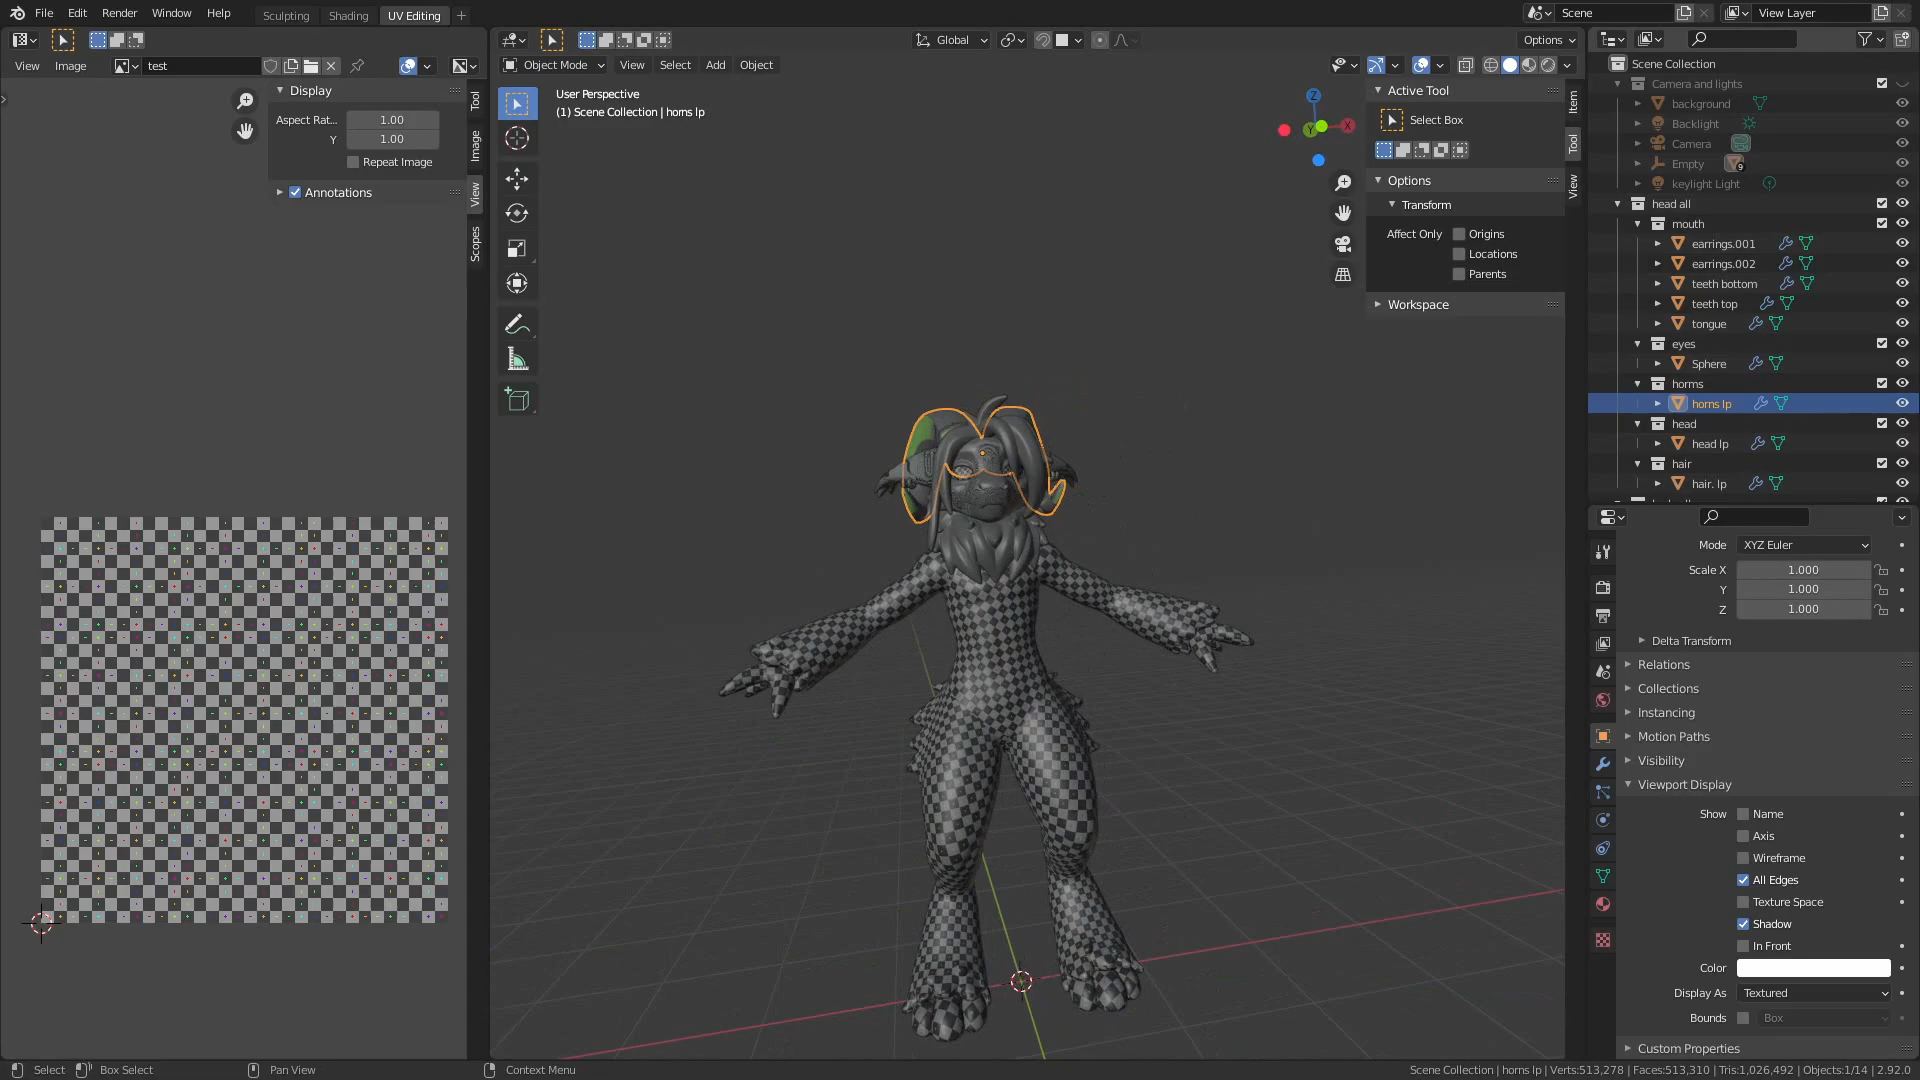 File Edit Render Window Help
Sculpting Shading UV Editing +
Scene
View Layer
Global
Options
View Image
test
Object Mode View Select Add Object
Display
Aspect Rat... 1.00
Y 1.00
Repeat Image
Annotations
Tool
Image
View
Scopes
User Perspective
(1) Scene Collection | horns lp
Z
Y
X
Active Tool
Select Box
Options
Transform
Affect Only Origins
Locations
Parents
Workspace
Item
Tool
View
Scene Collection
Camera and lights
background
Backlight
Camera
Empty 9
keylight Light
head all
mouth
earrings.001
earrings.002
teeth bottom
teeth top
tongue
eyes
Sphere
horms
horns lp
head
head lp
hair
hair. lp
Mode XYZ Euler
Scale X 1.000
Y 1.000
Z 1.000
Delta Transform
Relations
Collections
Instancing
Motion Paths
Visibility
Viewport Display
Show Name
Axis
Wireframe
All Edges
Texture Space
Shadow
In Front
Color
Display As Textured
Bounds Box
Custom Properties
Select Box Select Pan View Context Menu
Scene Collection | horns lp | Verts:513,278 | Faces:513,310 | Tris:1,026,492 | Objects:1/14 | 2.92.0